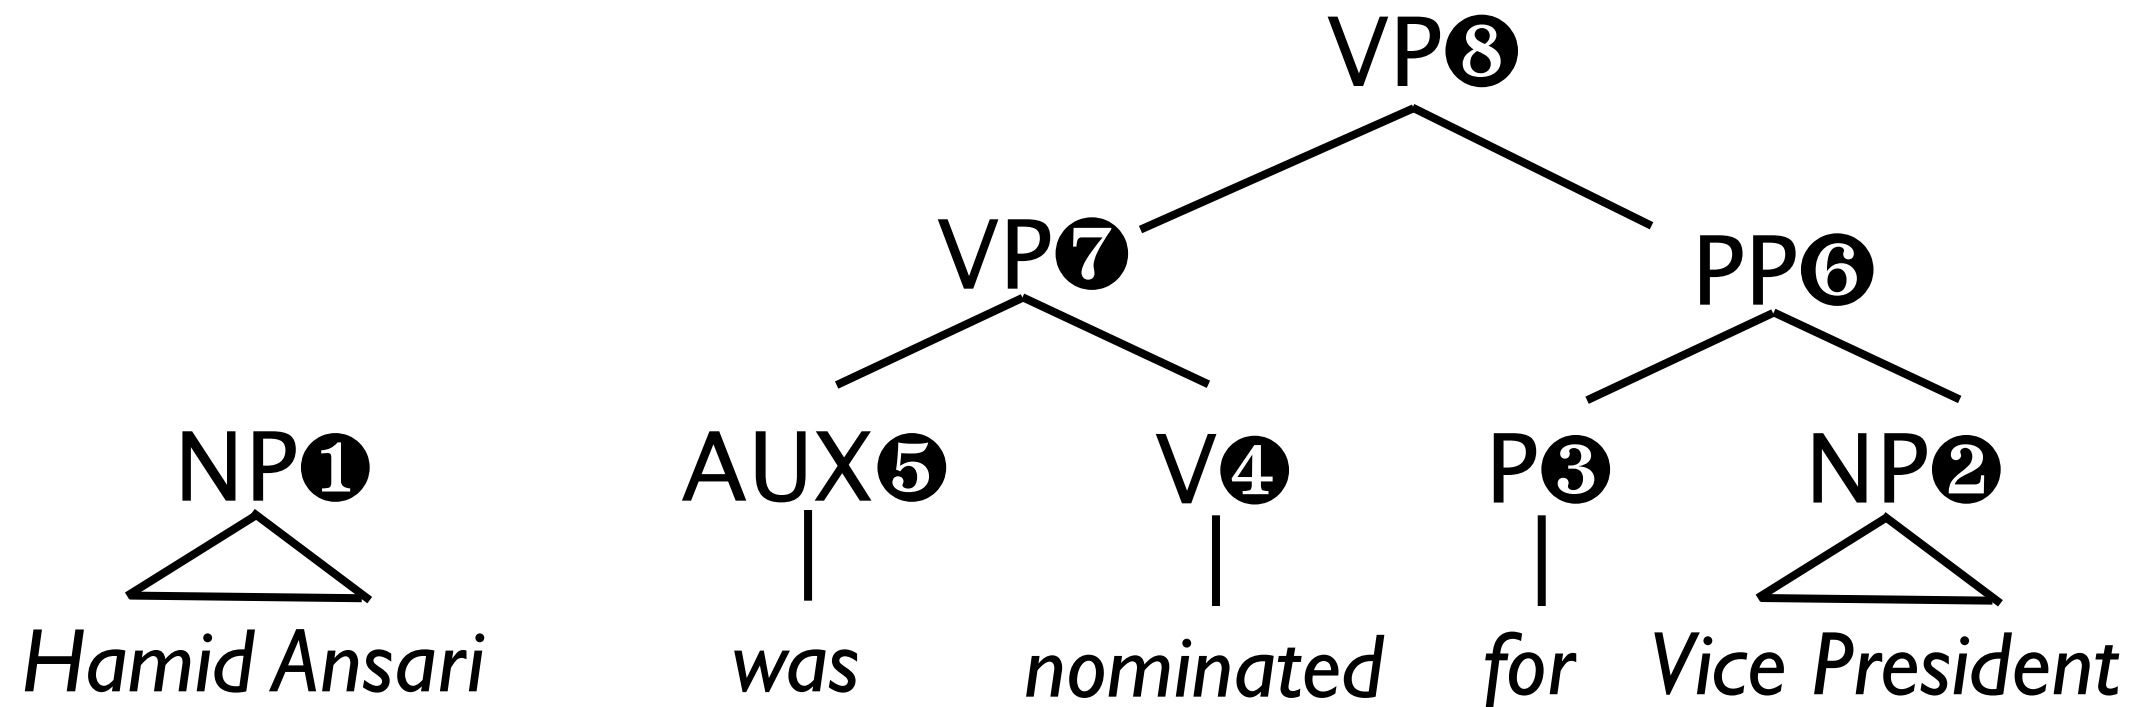 VP❽
VP❼ PP❻
NP❶ AUX❺ V❹ P❸ NP❷
Hamid Ansari was nominated for Vice President